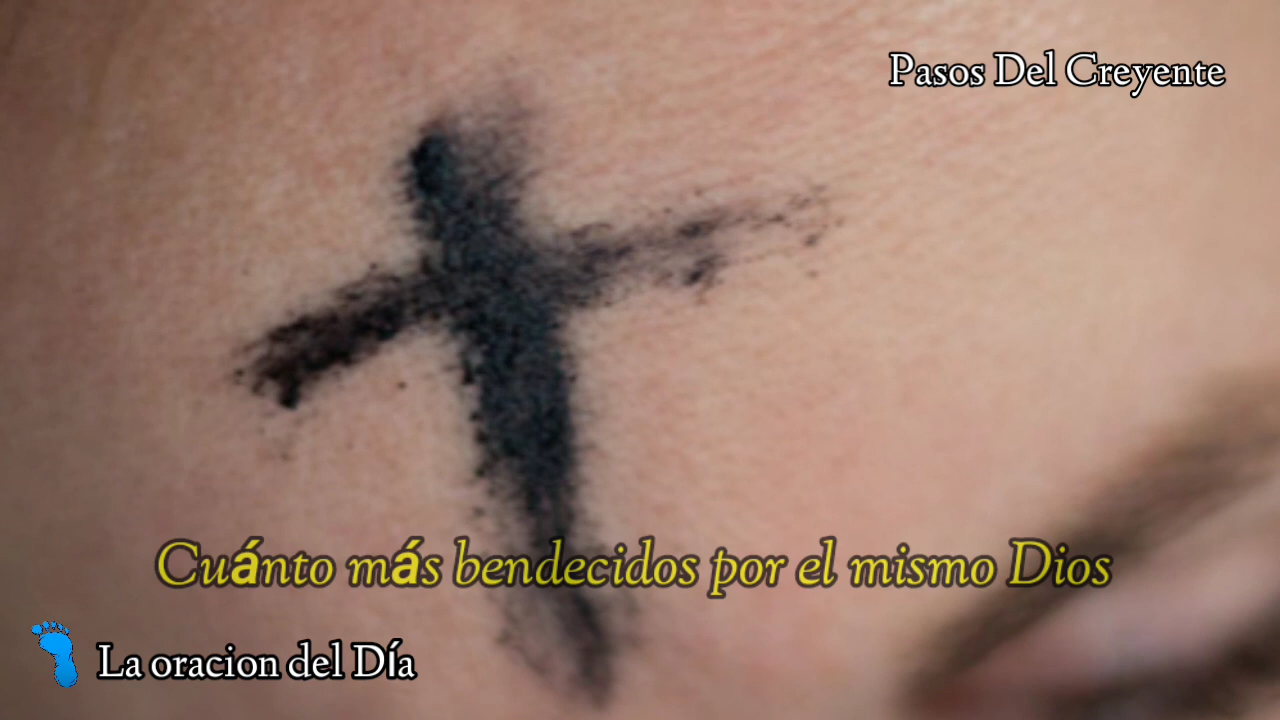 Pasos Del Creyente
Cuánto más bendecidos por el mismo Dios
La oracion del Día